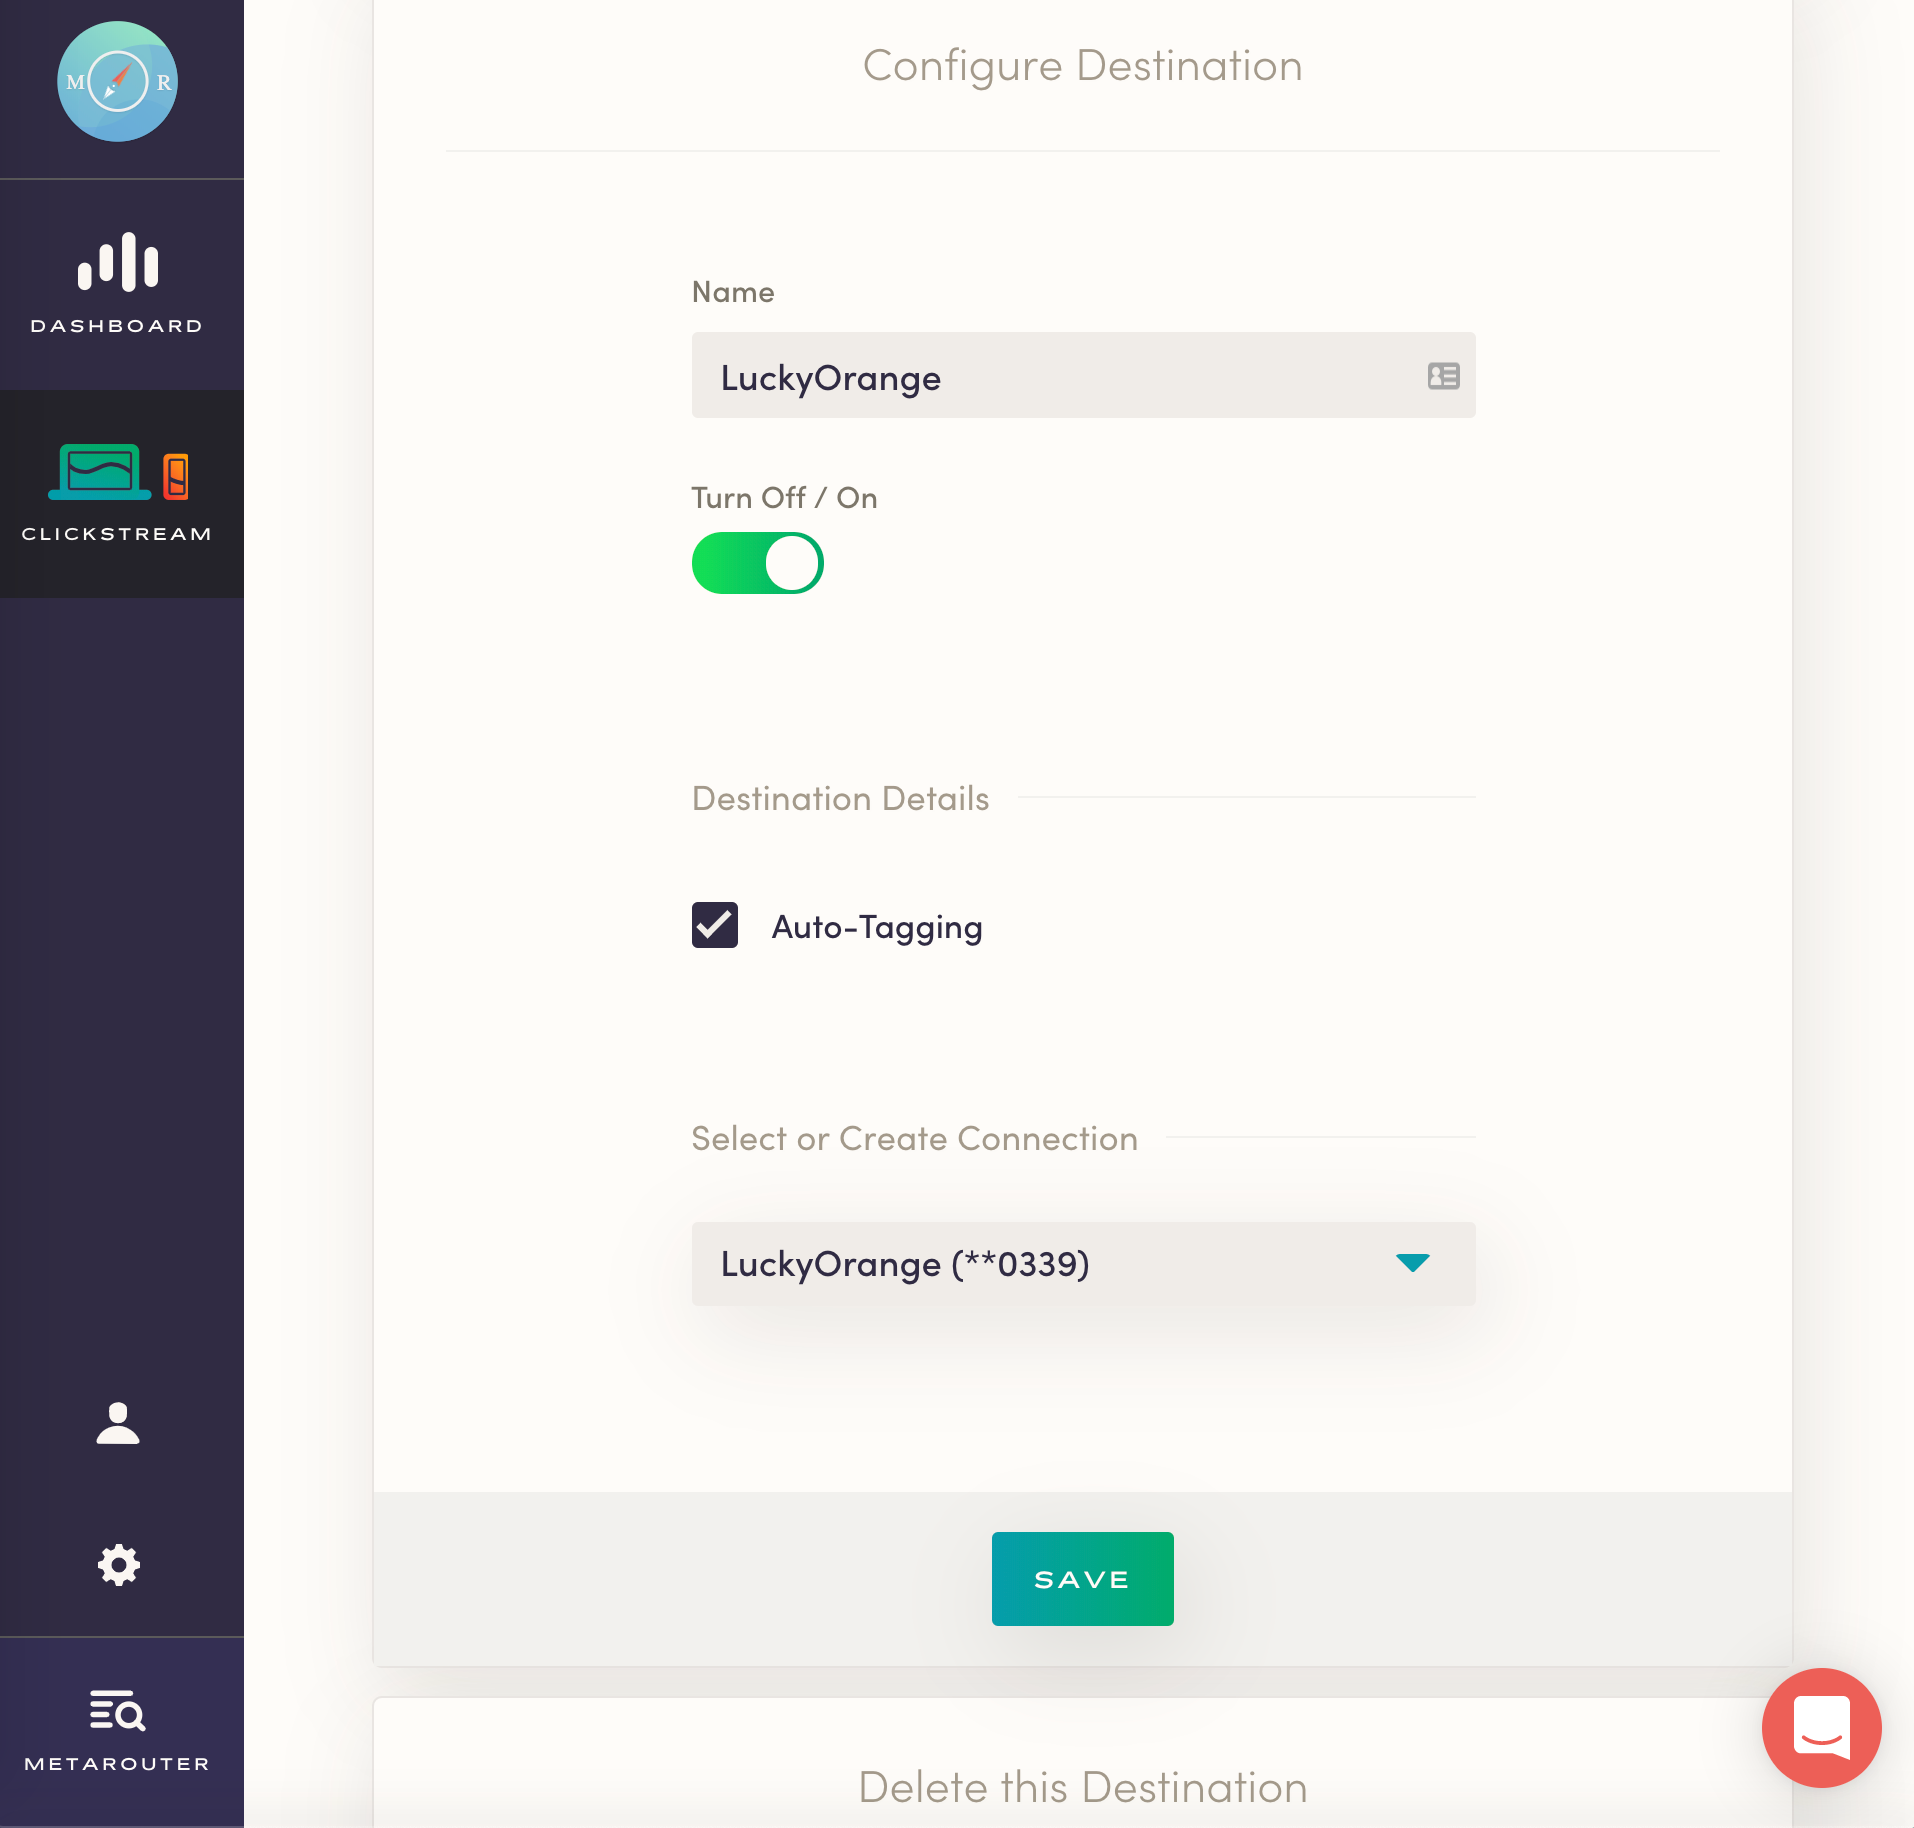 M R
DASHBOARD
CLICKSTREAM
METAROUTER
Configure Destination
Name
LuckyOrange
Turn Off / On
Destination Details
Auto-Tagging
Select or Create Connection
LuckyOrange (**0339)
SAVE
Delete this Destination